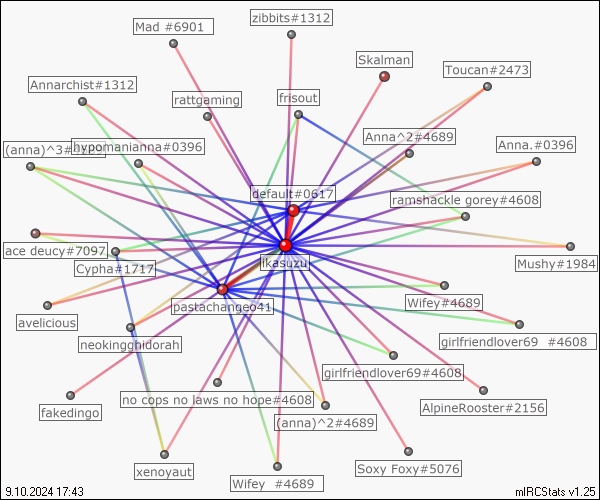 zibbits#1312
Mad #6901
Skalman
Toucan#2473
Annarchist#1312
rattgaming
frisout
Anna^2#4689
Anna.#0396
(anna)^3#
hypomanianna#0396
default#0617
ramshackle gorey#4608
ace deucy#7097
Cypha#1717
ikasuzu
Mushy#1984
pastachange041
Wifey#4689
avelicious
neokingghidorah
girlfriendlover69 #4608
girlfriendlover69#4608
fakedingo
no cops no laws no hope#4608
AlpineRooster#2156
(anna)^2#4689
xenoyaut
Wifey #4689
Soxy Foxy#5076
9.10.2024 17:43
mIRCStats v1.25